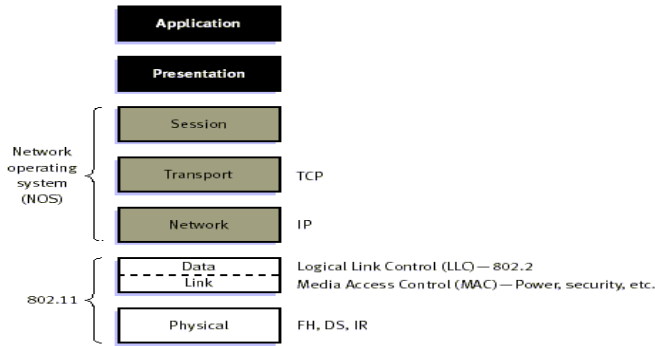 Application
Presentation
Session
Network
operating
system
(NOS)
Transport
TCP
Network
IP
Data
Logical Link Control (LLC)—802.2
Link
Media Access Control (MAC)—Power, security, etc.
802.11
Physical
FH, DS, IR